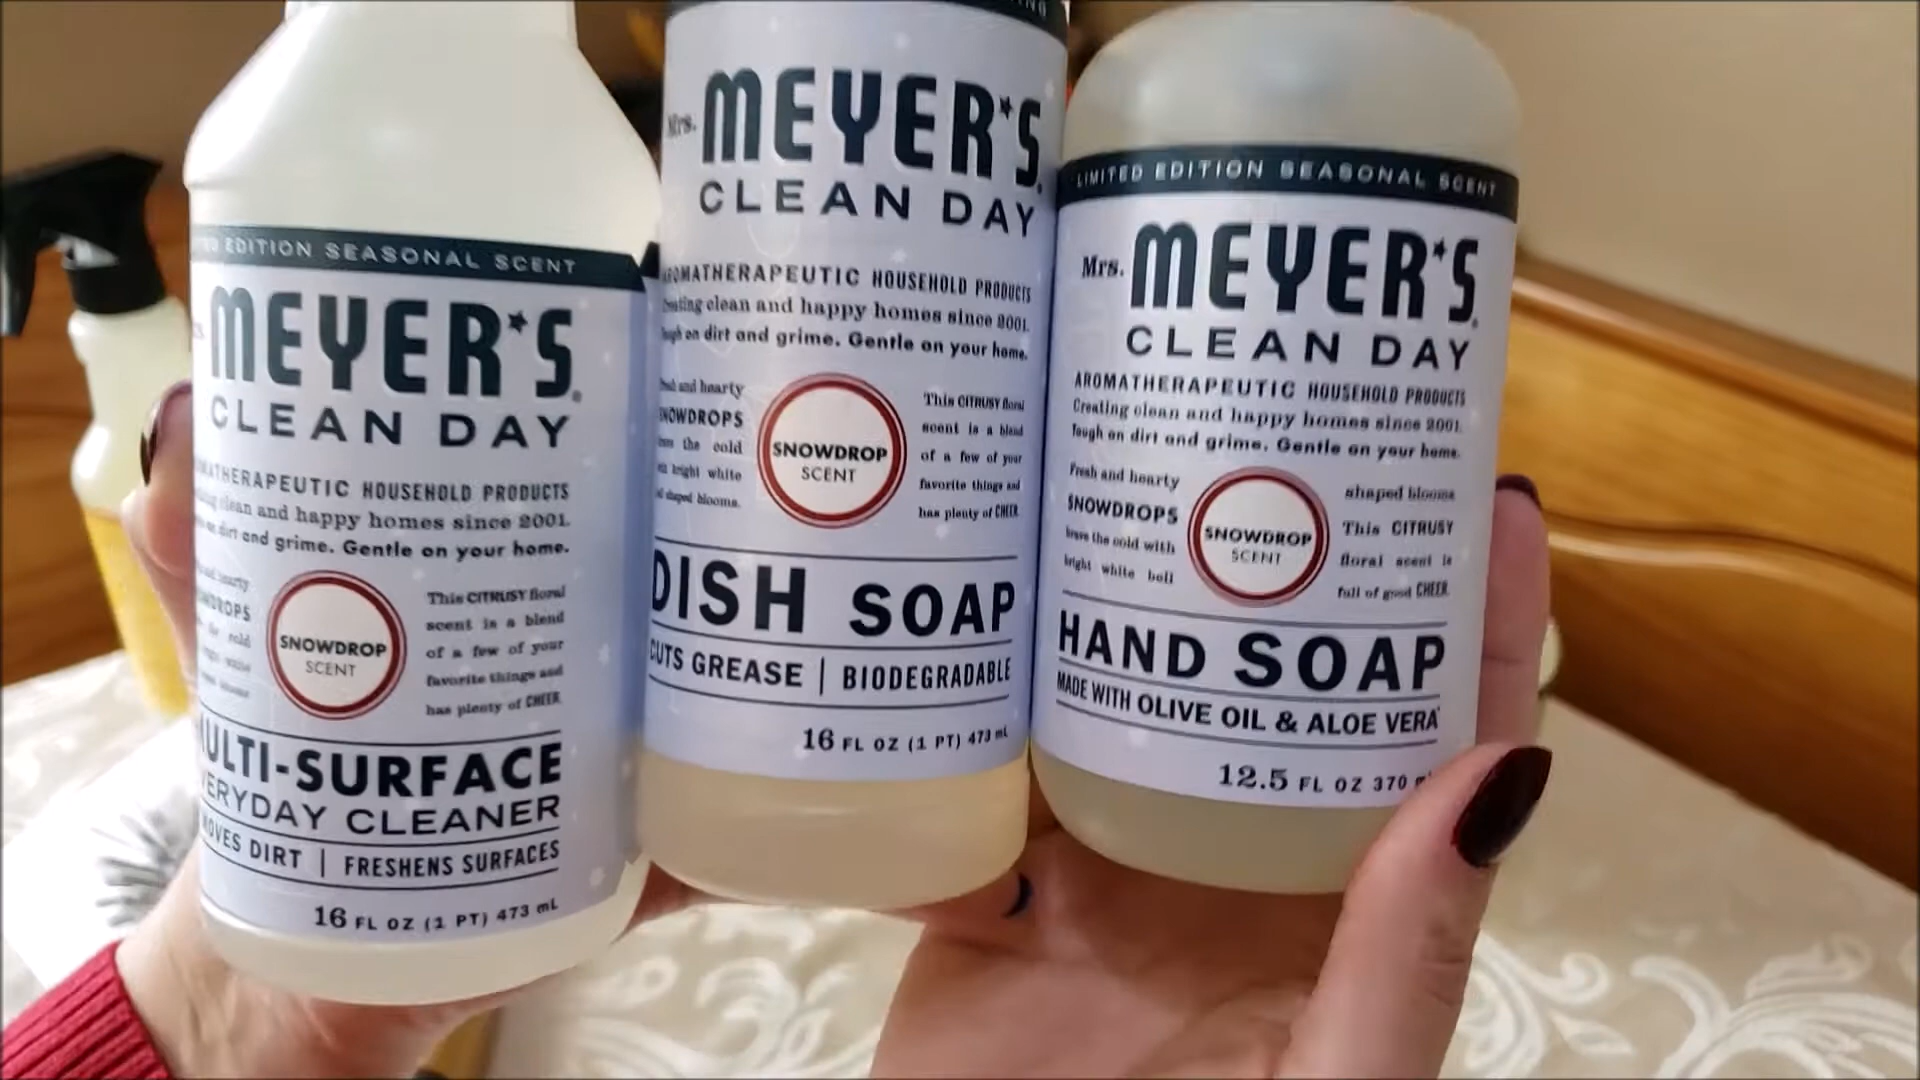 EDITION SEASONAL SCENT
MEYER'S
CLEAN DAY
HOUSEHOLD PRODUCTS
clean and happy homes since 2001.
dirt and grime. Gentle on your home.
SNOWDROP
SCENT
This CITRUSY floral
scent is a blend
of a few of your
favorite things and
has plenty of CHEER.
MULTI-SURFACE
EVERYDAY CLEANER
DIRT | FRESHENS SURFACES
16 FL OZ (1 PT) 473 mL
Mrs. MEYER'S
CLEAN DAY
AROMATHERAPEUTIC HOUSEHOLD PRODUCTS
Creating clean and happy homes since 2001.
Tough on dirt and grime. Gentle on your home.
and hearty
SNOWDROPS
the cold
bright white
shaped blooms.
SNOWDROP
SCENT
This CITRUSY floral
scent is a blend
of a few of your
favorite things and
has plenty of CHEER.
DISH SOAP
CUTS GREASE | BIODEGRADABLE
16 FL OZ (1 PT) 473 mL
LIMITED EDITION SEASONAL SCENT
Mrs. MEYER'S
CLEAN DAY
AROMATHERAPEUTIC HOUSEHOLD PRODUCTS
Creating clean and happy homes since 2001.
Tough on dirt and grime. Gentle on your home.
Fresh and hearty
SNOWDROPS
brave the cold with
bright white bell
SNOWDROP
SCENT
shaped blooms
This CITRUSY
floral scent is
full of good CHEER.
HAND SOAP
MADE WITH OLIVE OIL & ALOE VERA
12.5 FL OZ 370